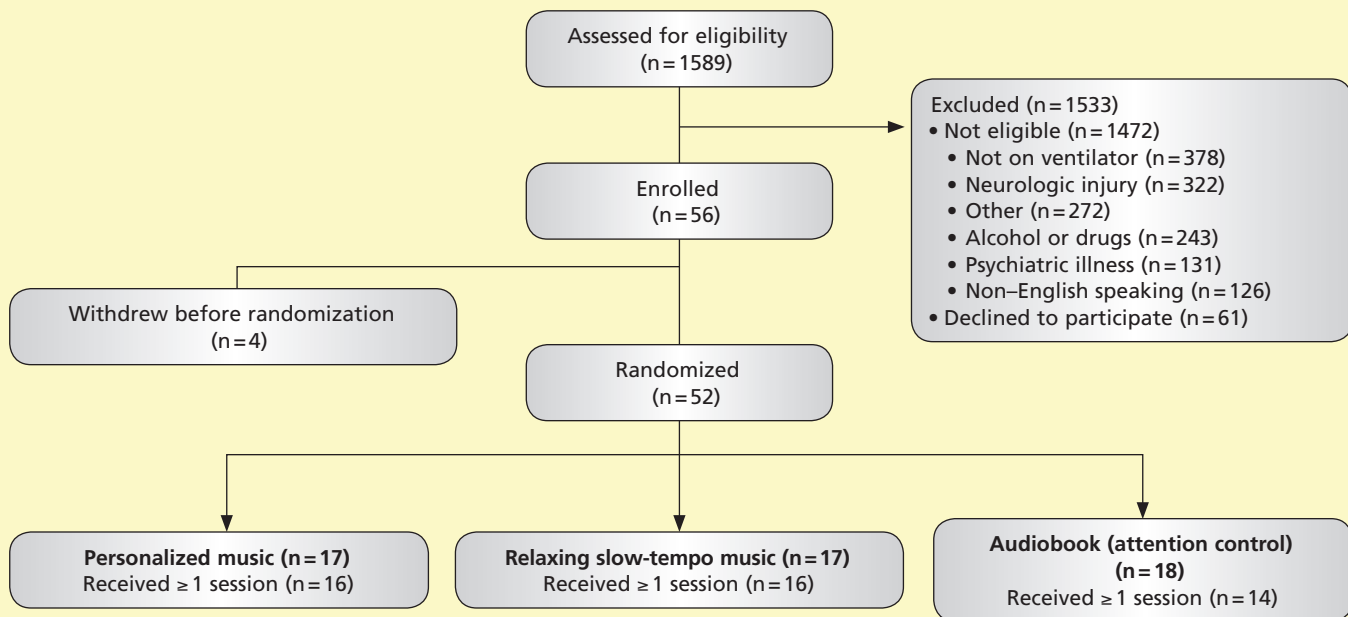 Assessed for eligibility
(n=1589)
Excluded (n=1533)
• Not eligible (n=1472)
• Not on ventilator (n=378)
• Neurologic injury (n=322)
• Other (n=272)
• Alcohol or drugs (n=243)
• Psychiatric illness (n=131)
• Non–English speaking (n=126)
• Declined to participate (n=61)
Enrolled
(n=56)
Withdrew before randomization
(n=4)
Randomized
(n=52)
Personalized music (n=17)
Received ≥1 session (n=16)
Relaxing slow-tempo music (n=17)
Received ≥1 session (n=16)
Audiobook (attention control)
(n=18)
Received ≥1 session (n=14)